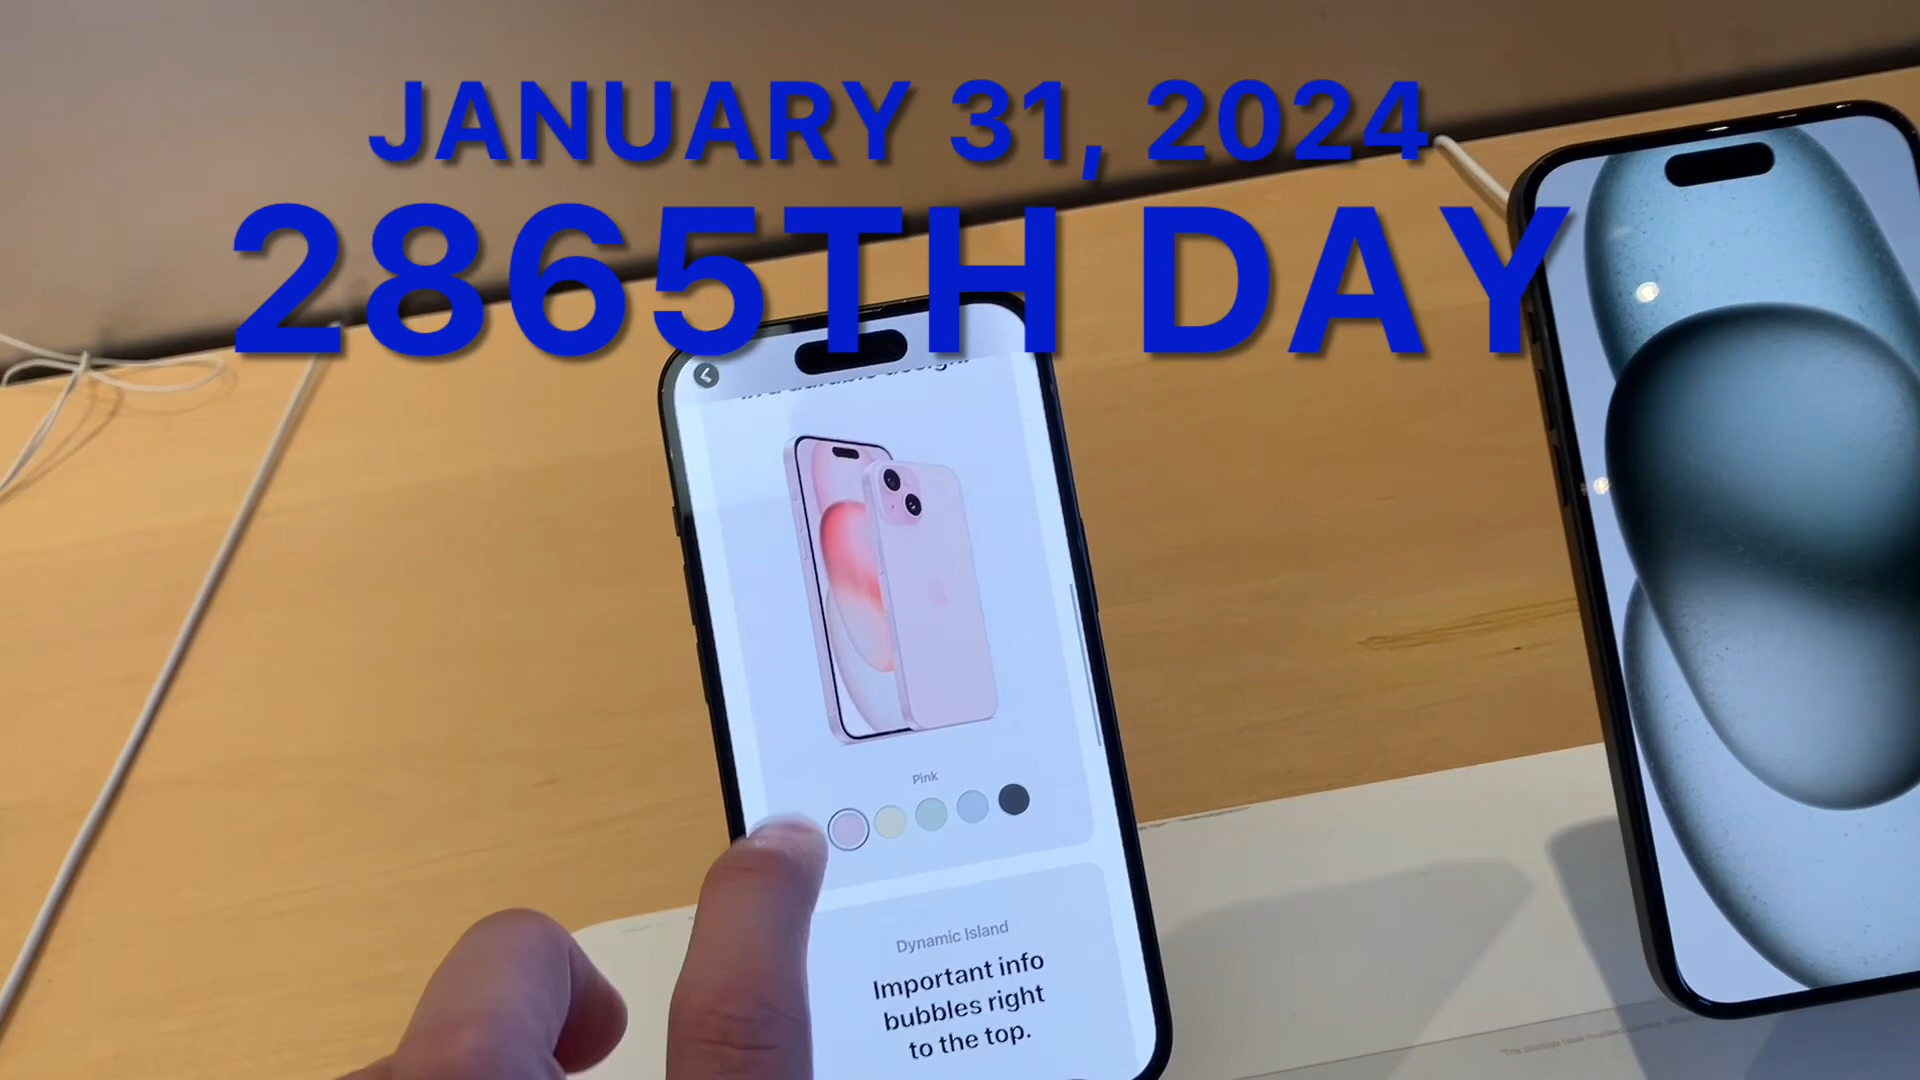 JANUARY 31, 2024
2865TH DAY
Pink
Dynamic Island
Important info
bubbles right
to the top.